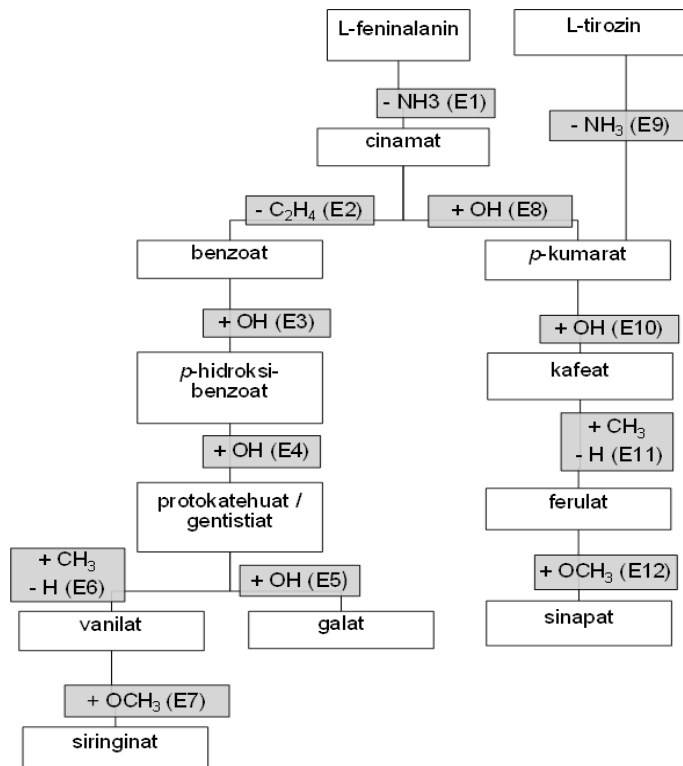 L-feninalanin
L-tirozin
- NH3 (E1)
- NH₃ (E9)
cinamat
- C₂H₄ (E2)
+ OH (E8)
benzoat
p-kumarat
+ OH (E3)
+ OH (E10)
p-hidroksi-
benzoat
kafeat
+ CH₃
- H (E11)
+ OH (E4)
protokatehuat /
gentistiat
ferulat
+ CH₃
- H (E6)
+ OH (E5)
+ OCH₃ (E12)
vanilat
galat
sinapat
+ OCH₃ (E7)
siringinat